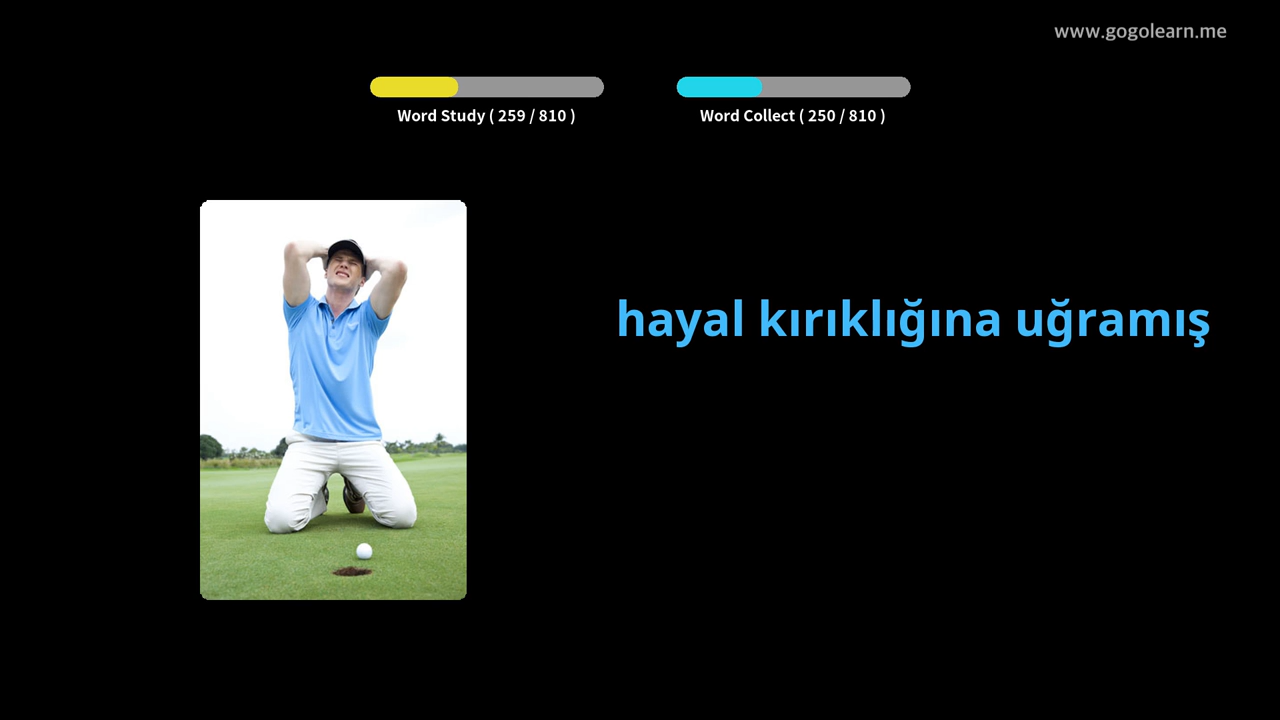 www.gogolearn.me
Word Study ( 259 / 810 )
Word Collect ( 250 / 810 )
hayal kırıklığına uğramış